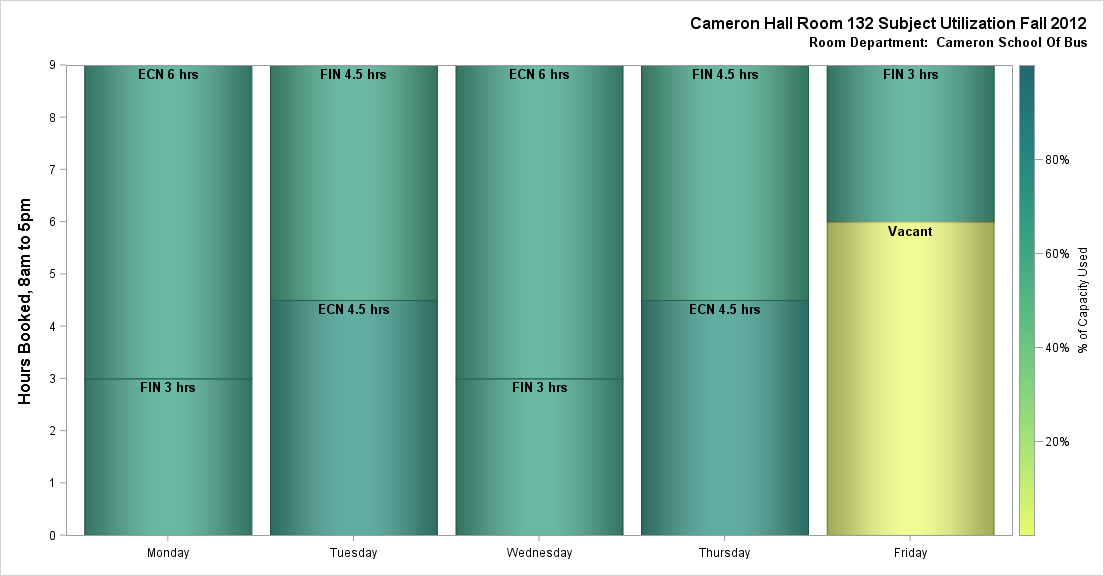 Cameron Hall Room 132 Subject Utilization Fall 2012
Room Department:  Cameron School Of Bus
Hours Booked, 8am to 5pm
9
8
7
6
5
4
3
2
1
0
ECN 6 hrs
FIN 3 hrs
FIN 4.5 hrs
ECN 4.5 hrs
ECN 6 hrs
FIN 3 hrs
FIN 4.5 hrs
ECN 4.5 hrs
FIN 3 hrs
Vacant
Monday
Tuesday
Wednesday
Thursday
Friday
80%
60%
40%
20%
% of Capacity Used